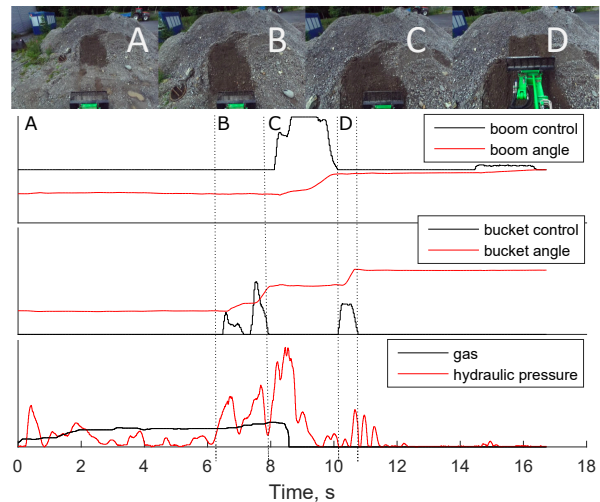 A B C D
A B C D
boom control
boom angle
bucket control
bucket angle
gas
hydraulic pressure
0 2 4 6 8 10 12 14 16 18
Time, s